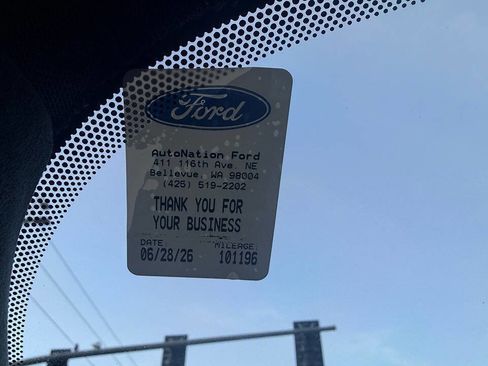 Ford
AutoNation Ford
411 116th Ave. NE
Bellevue, WA 98004
(425) 519-2202
THANK YOU FOR
YOUR BUSINESS
DATE: MILEAGE:
06/28/26 101196